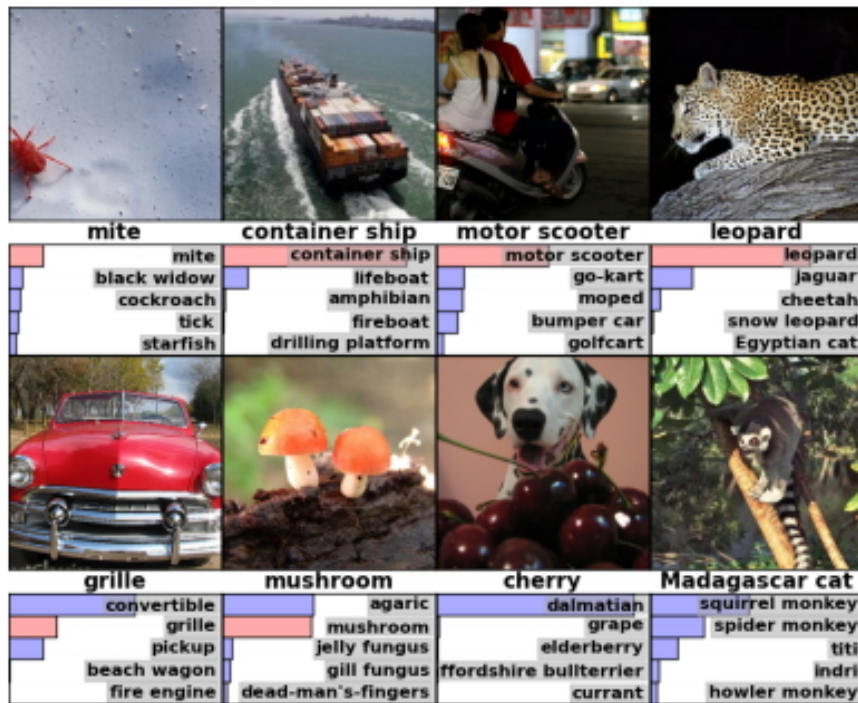 mite
container ship
motor scooter
leopard
mite
black widow
cockroach
tick
starfish
container ship
lifeboat
amphibian
fireboat
drilling platform
motor scooter
go-kart
moped
bumper car
golfcart
leopard
jaguar
cheetah
snow leopard
Egyptian cat
grille
mushroom
cherry
Madagascar cat
convertible
grille
pickup
beach wagon
fire engine
agaric
mushroom
jelly fungus
gill fungus
dead-man's-fingers
dalmatian
grape
elderberry
ffordshire bullterrier
currant
squirrel monkey
spider monkey
titi
indri
howler monkey